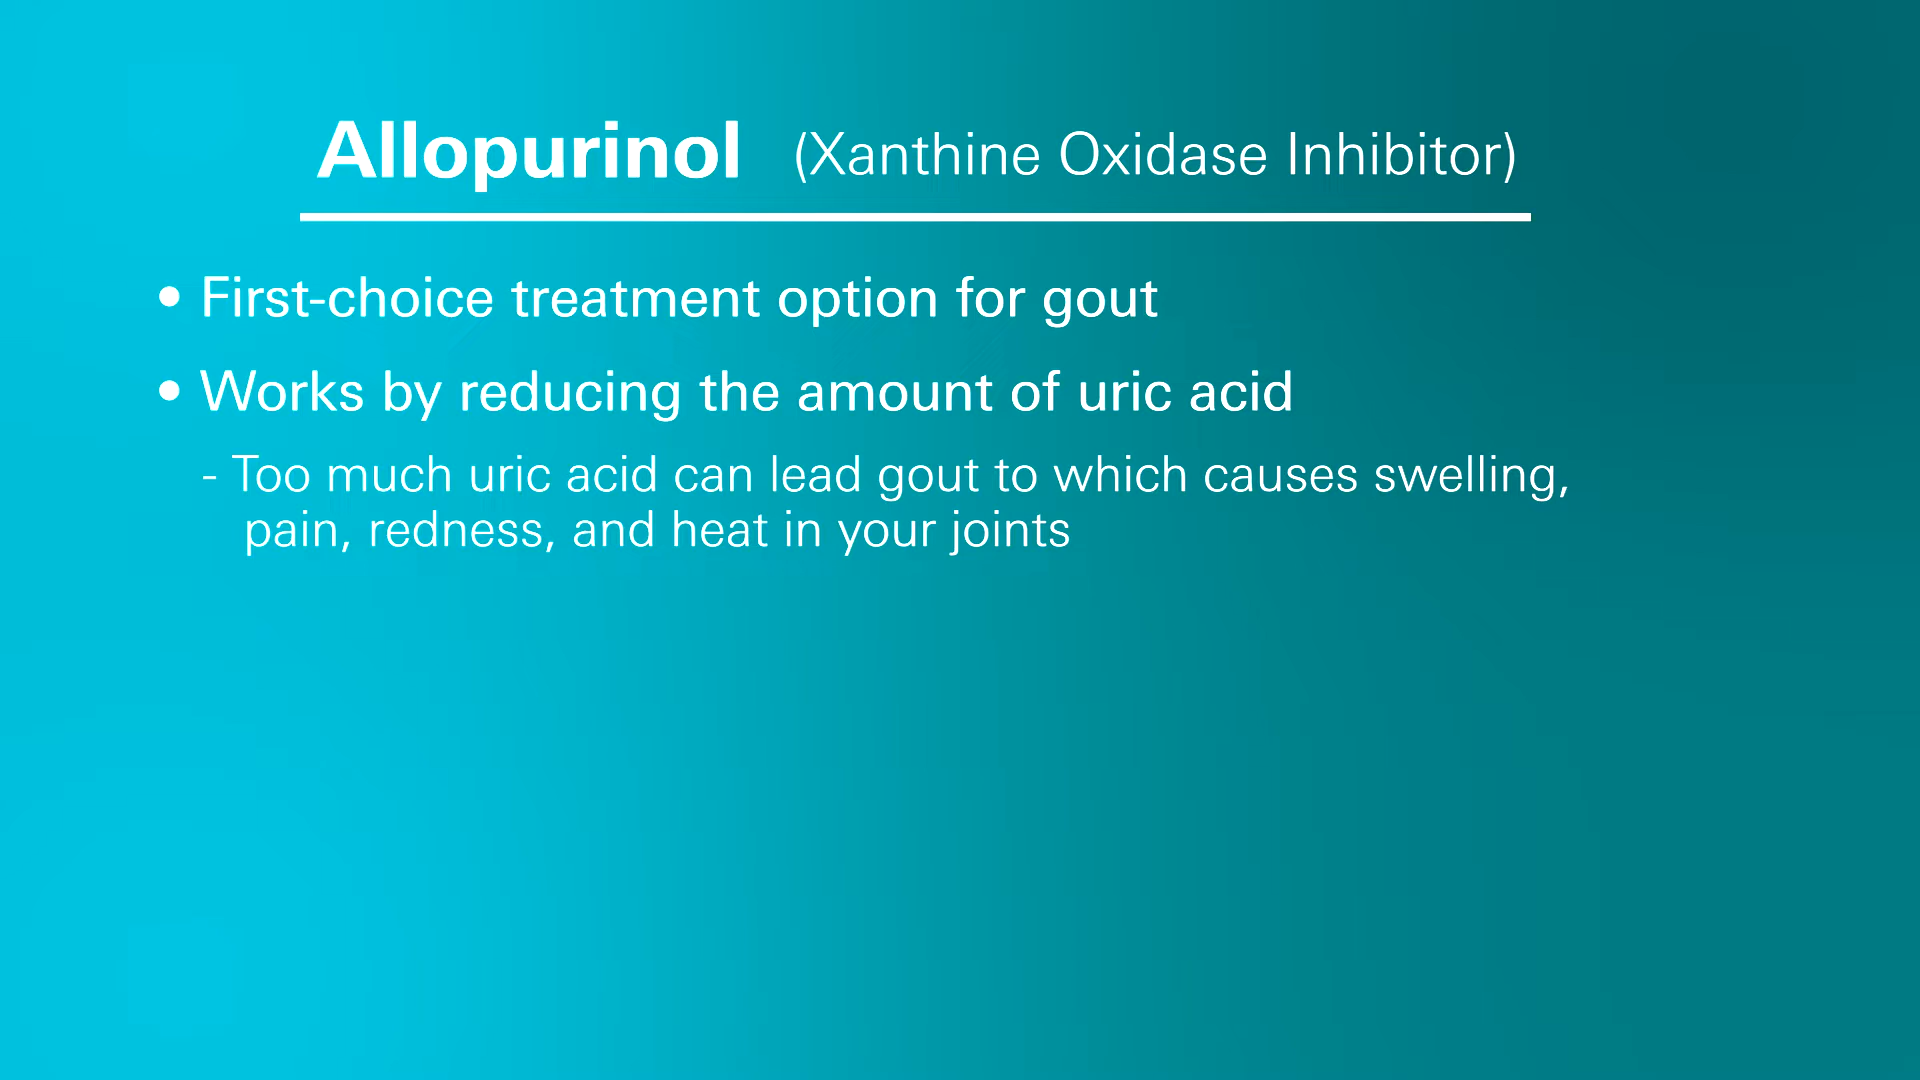 Allopurinol (Xanthine Oxidase Inhibitor)
• First-choice treatment option for gout
• Works by reducing the amount of uric acid
- Too much uric acid can lead gout to which causes swelling,
pain, redness, and heat in your joints